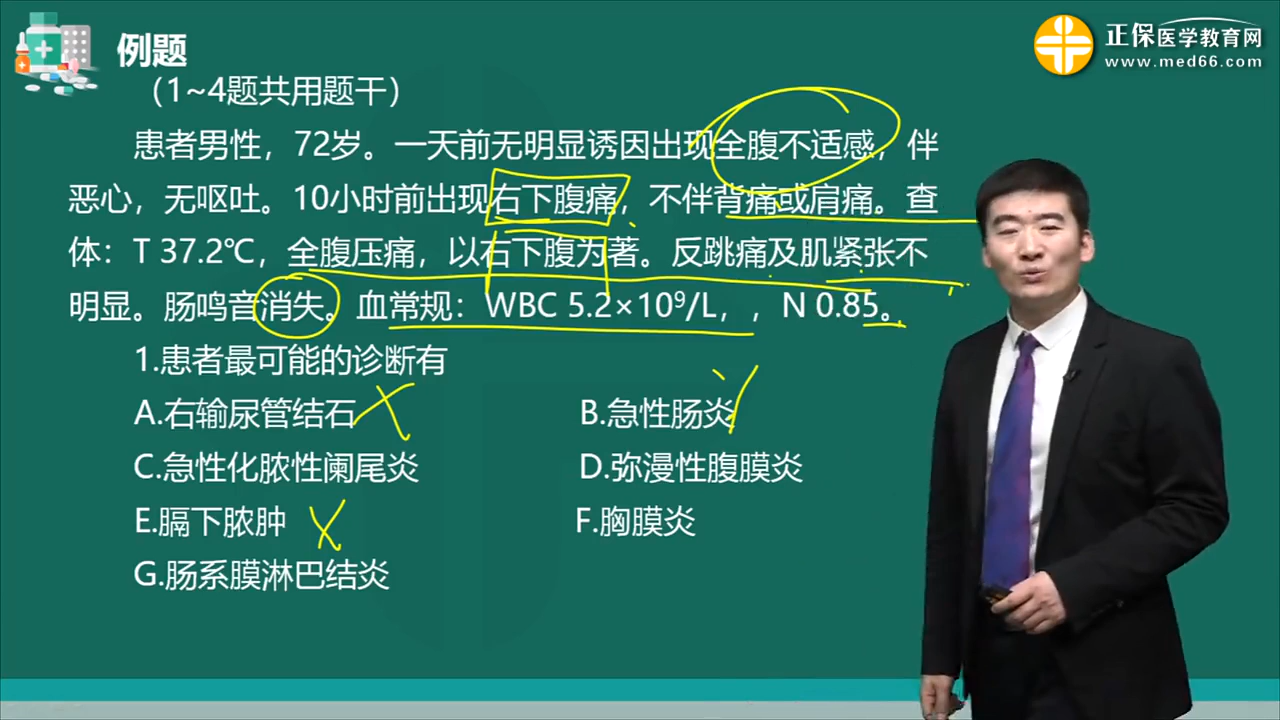 例题
正保医学教育网
www.med66.com
（1~4题共用题干）
患者男性，72岁。一天前无明显诱因出现全腹不适感，伴
恶心，无呕吐。10小时前出现右下腹痛，不伴背痛或肩痛。查
体：T 37.2℃，全腹压痛，以右下腹为著。反跳痛及肌紧张不
明显。肠鸣音消失。血常规：WBC 5.2×10⁹/L，，N 0.85。
1.患者最可能的诊断有
A.右输尿管结石
B.急性肠炎
C.急性化脓性阑尾炎
D.弥漫性腹膜炎
E.膈下脓肿
F.胸膜炎
G.肠系膜淋巴结炎